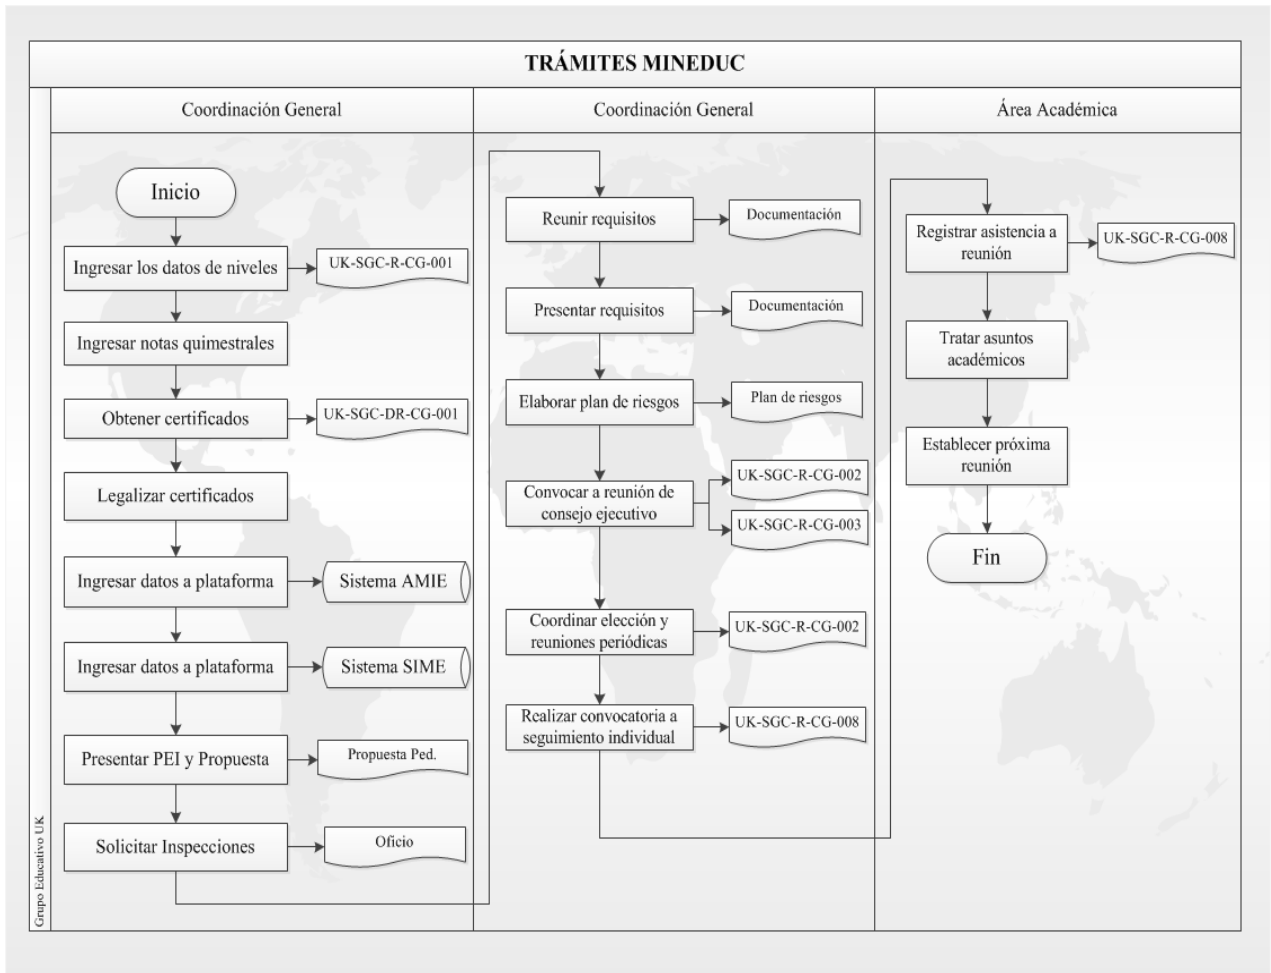 TRÁMITES MINEDUC
Grupo Educativo UK
Coordinación General
Inicio
Ingresar los datos de niveles
UK-SGC-R-CG-001
Ingresar notas quimestrales
Obtener certificados
UK-SGC-DR-CG-001
Legalizar certificados
Ingresar datos a plataforma
Sistema AMIE
Ingresar datos a plataforma
Sistema SIME
Presentar PEI y Propuesta
Propuesta Ped.
Solicitar Inspecciones
Oficio
Coordinación General
Reunir requisitos
Documentación
Presentar requisitos
Documentación
Elaborar plan de riesgos
Plan de riesgos
Convocar a reunión de
consejo ejecutivo
UK-SGC-R-CG-002
UK-SGC-R-CG-003
Coordinar elección y
reuniones periódicas
UK-SGC-R-CG-002
Realizar convocatoria a
seguimiento individual
UK-SGC-R-CG-008
Área Académica
Registrar asistencia a
reunión
UK-SGC-R-CG-008
Tratar asuntos
académicos
Establecer próxima
reunión
Fin